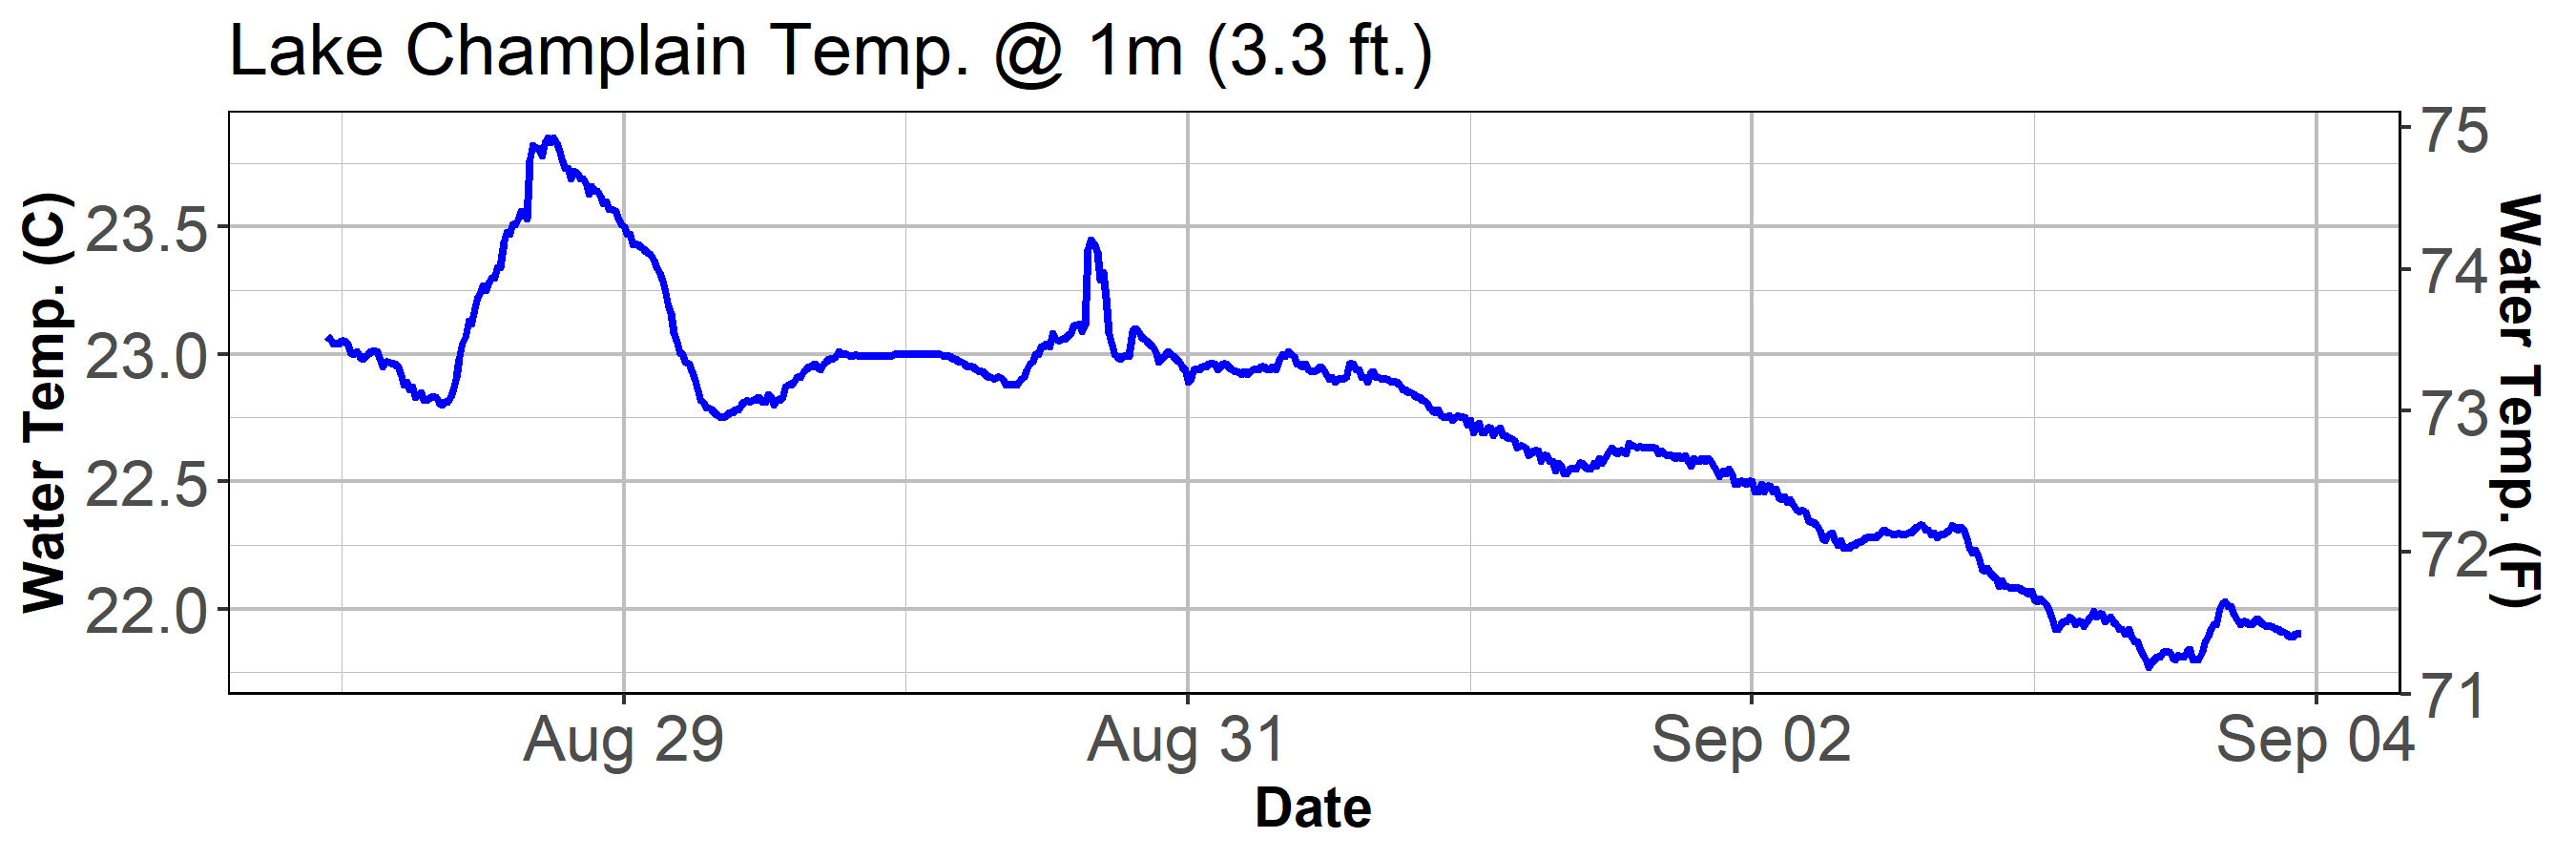 Lake Champlain Temp. @ 1m (3.3 ft.)
Water Temp. (C)
23.5
23.0
22.5
22.0
75
74
73
72
71
Water Temp. (F)
Aug 29
Aug 31
Sep 02
Sep 04
Date